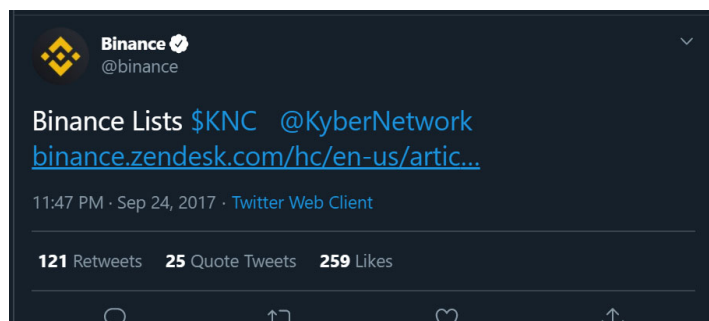 Binance
@binance
Binance Lists $KNC @KyberNetwork
binance.zendesk.com/hc/en-us/artic...
11:47 PM · Sep 24, 2017 · Twitter Web Client
121 Retweets 25 Quote Tweets 259 Likes